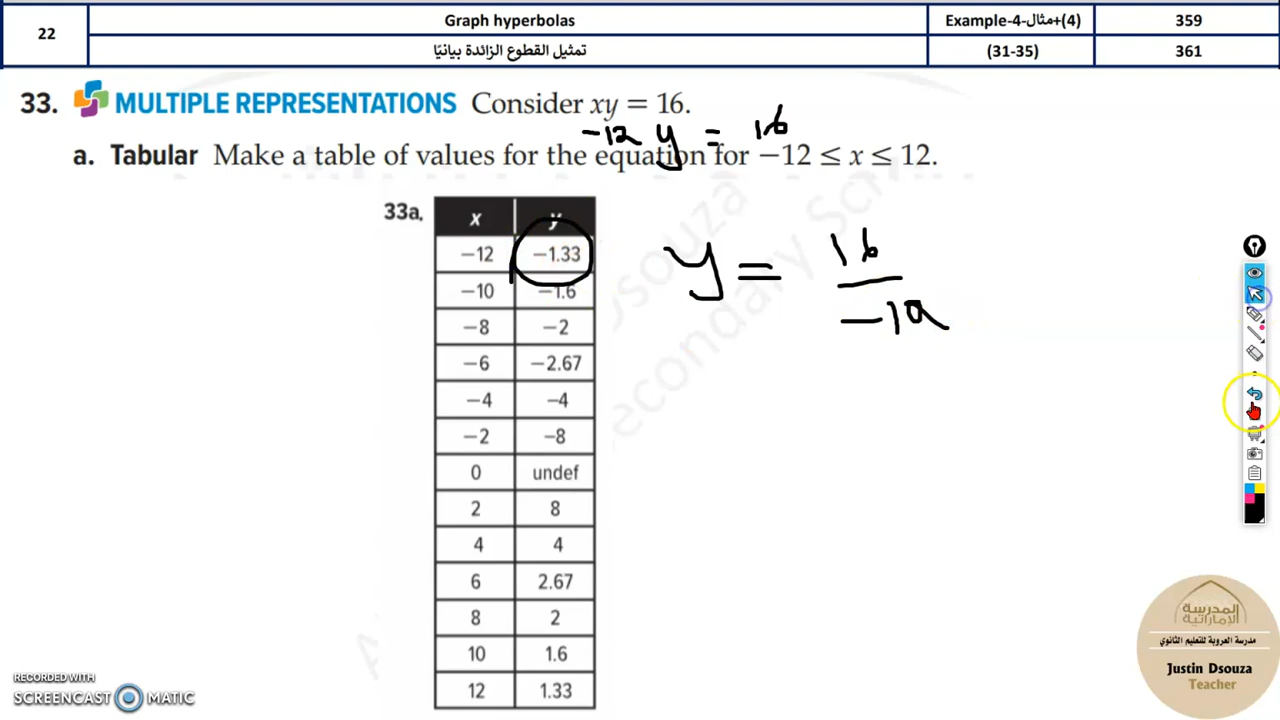 22 Graph hyperbolas Example-4-مثال+(4) 359
تمثيل القطوع الزائدة بيانيًا (31-35) 361
33. MULTIPLE REPRESENTATIONS Consider xy = 16.
−12 y = 16
a. Tabular Make a table of values for the equation for −12 ≤ x ≤ 12.
33a. x y
−12 −1.33
−10 −1.6
−8 −2
−6 −2.67
−4 −4
−2 −8
0 undef
2 8
4 4
6 2.67
8 2
10 1.6
12 1.33
y = 16
−12
المدرسة
الإماراتية
مدرسة العروبة للتعليم الثانوي
Justin Dsouza
Teacher
RECORDED WITH
SCREENCAST MATIC